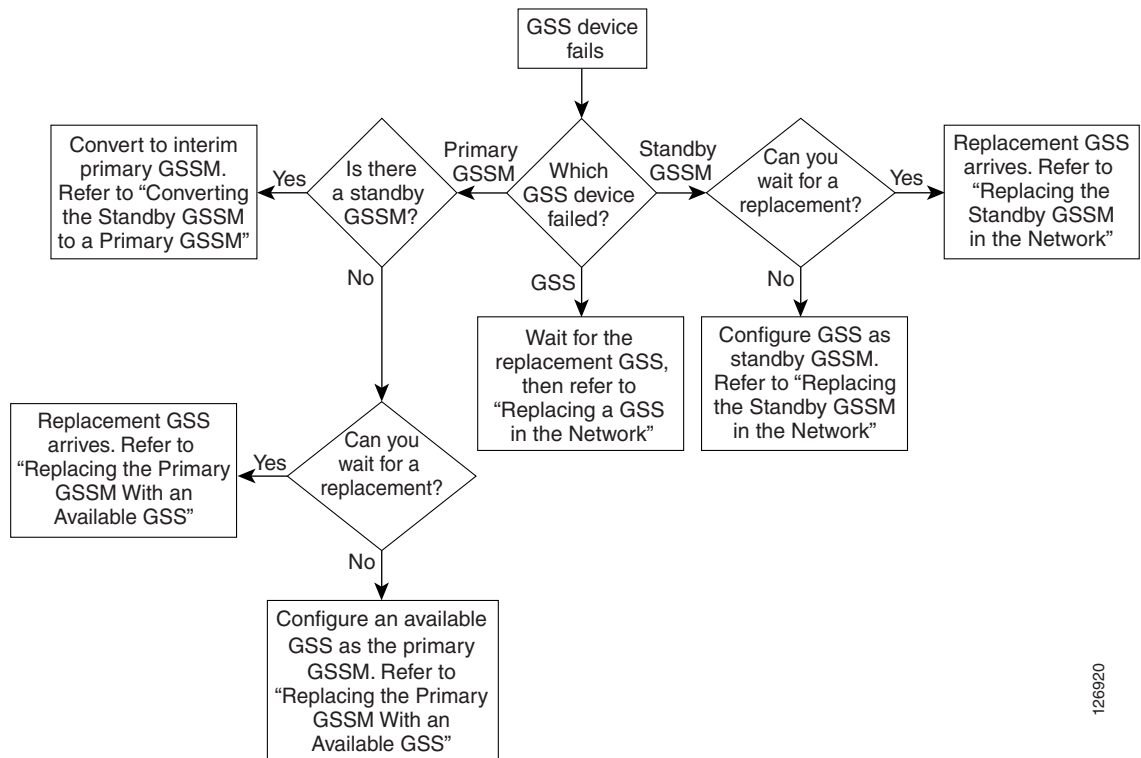 GSS device
fails
Convert to interim
primary GSSM.
Refer to “Converting
the Standby GSSM
to a Primary GSSM”
Yes
Is there
a standby
GSSM?
Primary
GSSM
Which
GSS device
failed?
Standby
GSSM
Can you
wait for a
replacement?
Yes
Replacement GSS
arrives. Refer to
“Replacing the
Standby GSSM
in the Network”
No
GSS
No
Wait for the
replacement GSS,
then refer to
“Replacing a GSS
in the Network”
Configure GSS as
standby GSSM.
Refer to “Replacing
the Standby GSSM
in the Network”
Replacement GSS
arrives. Refer to
“Replacing the Primary
GSSM With an
Available GSS”
Yes
Can you
wait for a
replacement?
No
Configure an available
GSS as the primary
GSSM. Refer to
“Replacing the Primary
GSSM With an
Available GSS”
126920